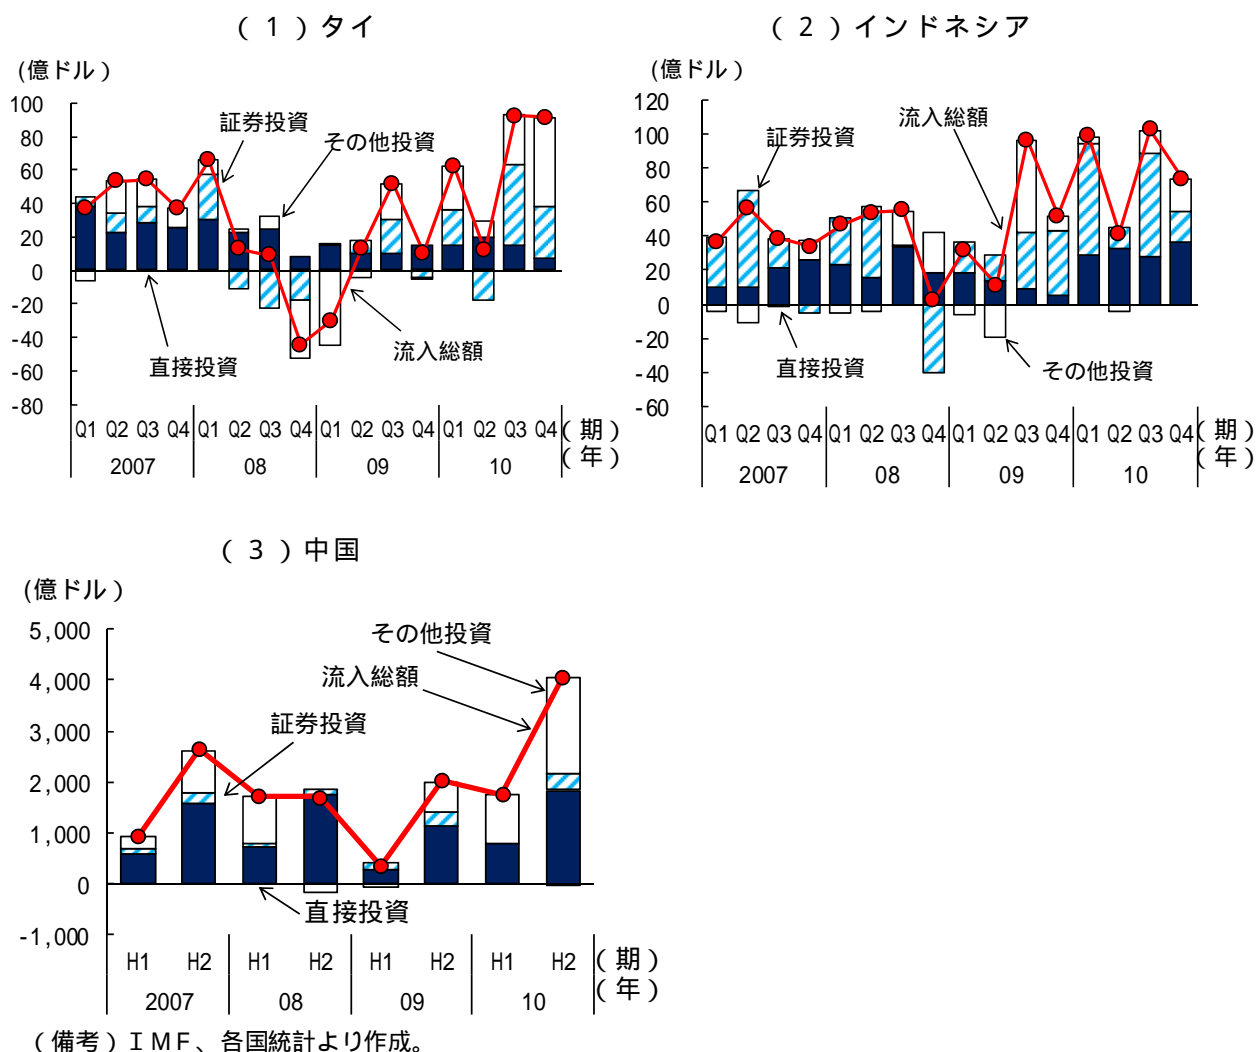 （１）タイ
(億ドル）
100
80
60
40
20
0
-20
-40
-60
-80
証券投資
その他投資
直接投資
流入総額
Q1 Q2 Q3 Q4 Q1 Q2 Q3 Q4 Q1 Q2 Q3 Q4 Q1 Q2 Q3 Q4 （期）
2007 08 09 10 （年）
（２）インドネシア
(億ドル）
120
100
80
60
40
20
0
-20
-40
-60
証券投資
流入総額
直接投資
その他投資
Q1 Q2 Q3 Q4 Q1 Q2 Q3 Q4 Q1 Q2 Q3 Q4 Q1 Q2 Q3 Q4 （期）
2007 08 09 10 （年）
（３）中国
(億ドル）
5,000
4,000
3,000
2,000
1,000
0
-1,000
その他投資
流入総額
証券投資
直接投資
H1 H2 H1 H2 H1 H2 H1 H2 （期）
2007 08 09 10 （年）
（備考）ＩＭＦ、各国統計より作成。